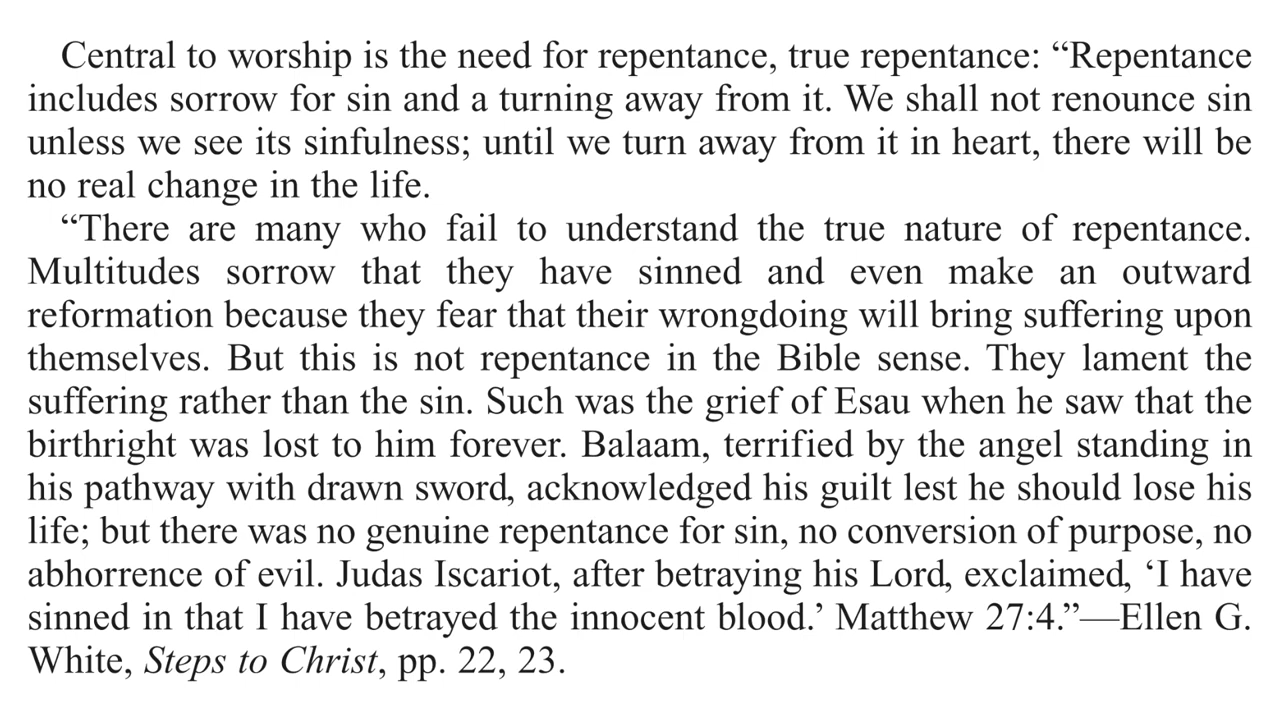 Central to worship is the need for repentance, true repentance: “Repentance
includes sorrow for sin and a turning away from it. We shall not renounce sin
unless we see its sinfulness; until we turn away from it in heart, there will be
no real change in the life.
“There are many who fail to understand the true nature of repentance.
Multitudes sorrow that they have sinned and even make an outward
reformation because they fear that their wrongdoing will bring suffering upon
themselves. But this is not repentance in the Bible sense. They lament the
suffering rather than the sin. Such was the grief of Esau when he saw that the
birthright was lost to him forever. Balaam, terrified by the angel standing in
his pathway with drawn sword, acknowledged his guilt lest he should lose his
life; but there was no genuine repentance for sin, no conversion of purpose, no
abhorrence of evil. Judas Iscariot, after betraying his Lord, exclaimed, ‘I have
sinned in that I have betrayed the innocent blood.’ Matthew 27:4.”—Ellen G.
White, Steps to Christ, pp. 22, 23.